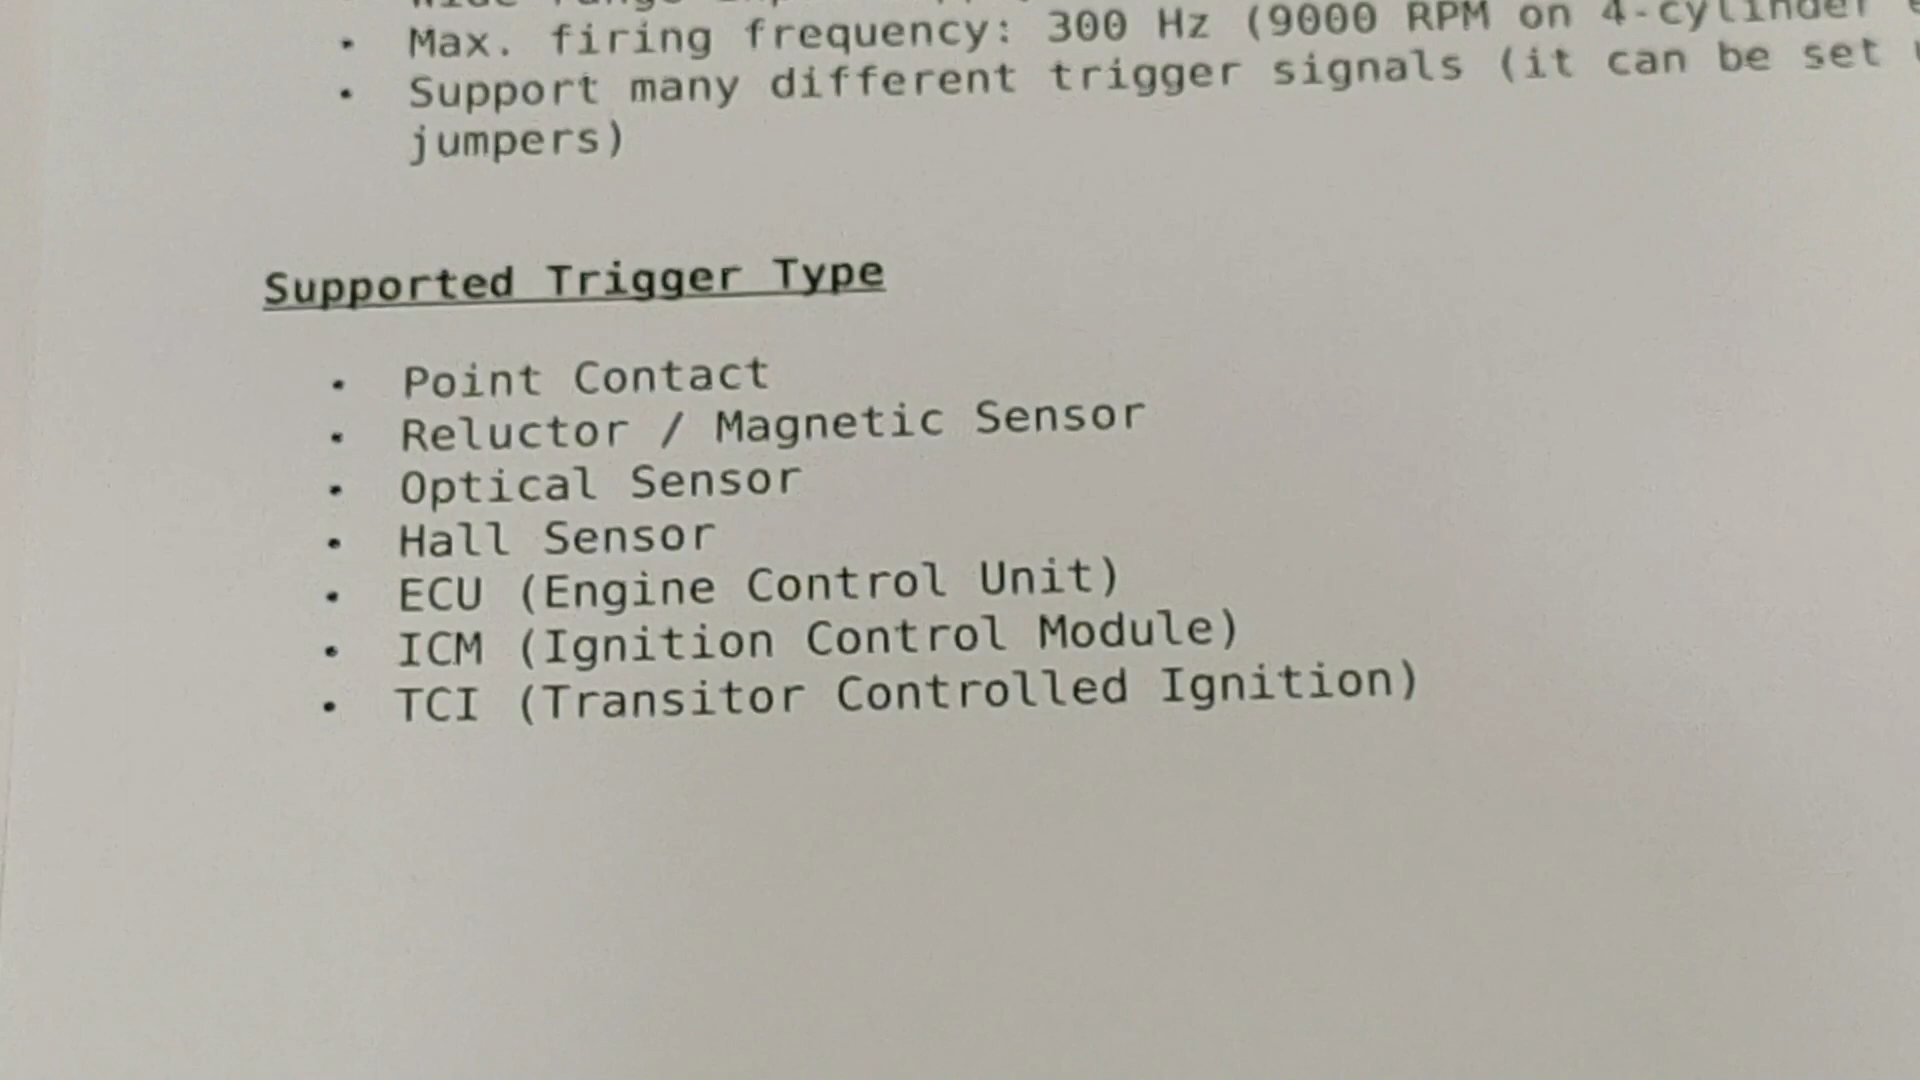 • Max. firing frequency: 300 Hz (9000 RPM on 4-cylinder
• Support many different trigger signals (it can be set
jumpers)
Supported Trigger Type
• Point Contact
• Reluctor / Magnetic Sensor
• Optical Sensor
• Hall Sensor
• ECU (Engine Control Unit)
• ICM (Ignition Control Module)
• TCI (Transitor Controlled Ignition)